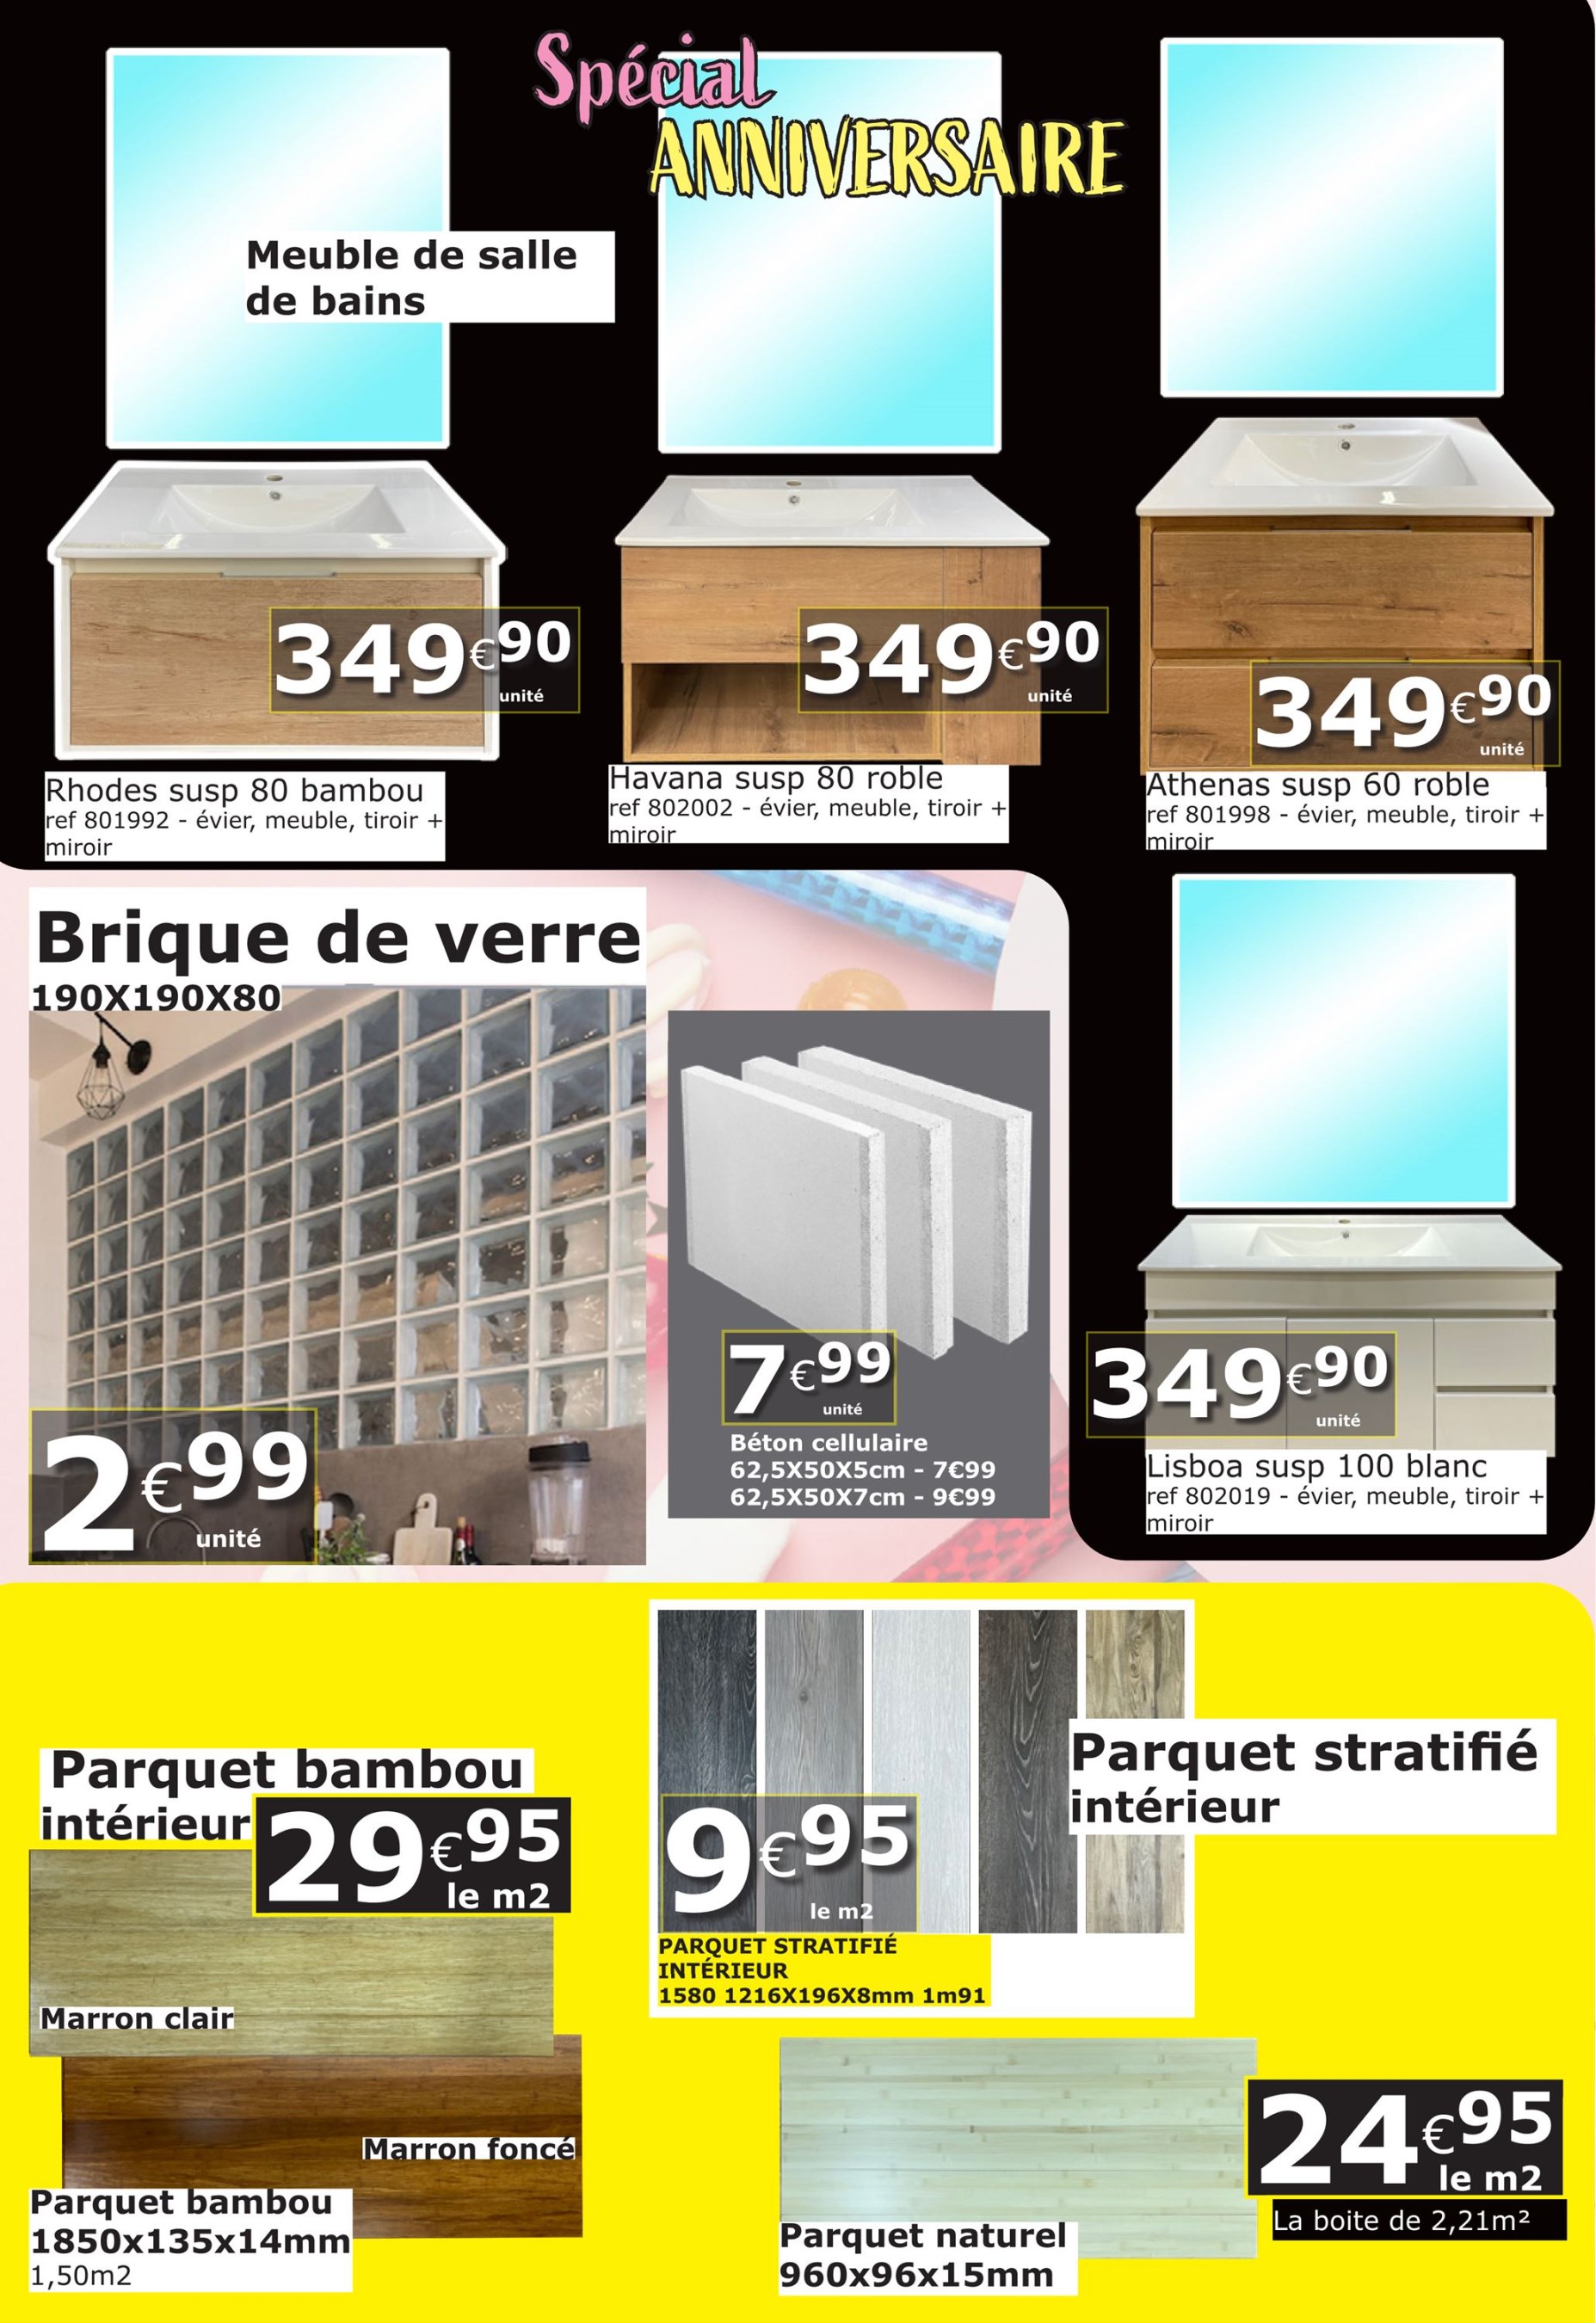 Spécial
ANNIVERSAIRE
Meuble de salle
de bains
349€90
unité
349€90
unité
349€90
unité
Rhodes susp 80 bambou
ref 801992 - évier, meuble, tiroir +
miroir
Havana susp 80 roble
ref 802002 - évier, meuble, tiroir +
miroir
Athenas susp 60 roble
ref 801998 - évier, meuble, tiroir +
miroir
Brique de verre
190X190X80
2€99
unité
7€99
unité
Béton cellulaire
62,5X50X5cm - 7€99
62,5X50X7cm - 9€99
349€90
unité
Lisboa susp 100 blanc
ref 802019 - évier, meuble, tiroir +
miroir
Parquet bambou
intérieur
29€95
le m2
Marron clair
Marron foncé
Parquet bambou
1850x135x14mm
1,50m2
Parquet stratifié
intérieur
9€95
le m2
PARQUET STRATIFIÉ
INTÉRIEUR
1580 1216X196X8mm 1m91
24€95
le m2
La boite de 2,21m²
Parquet naturel
960x96x15mm